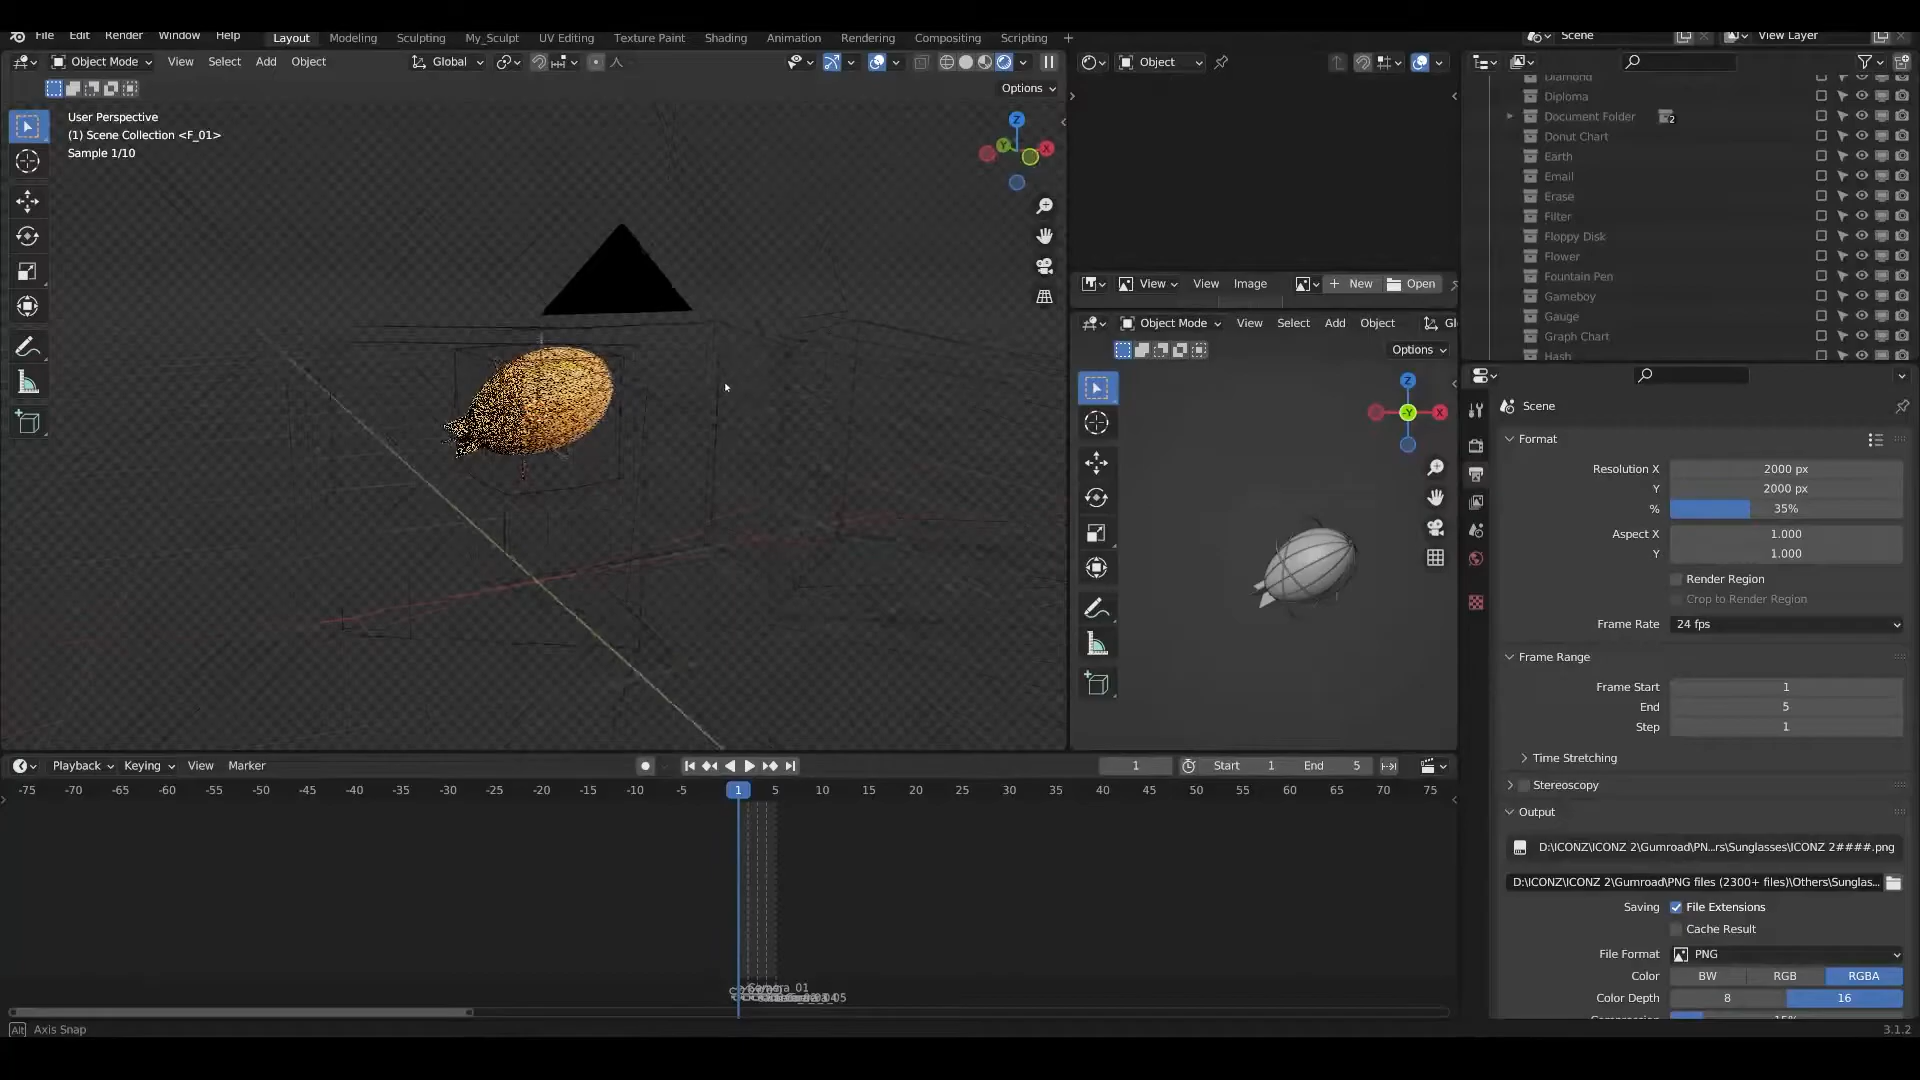 File Edit Render Window Help
Layout Modeling Sculpting My_Sculpt UV Editing Texture Paint Shading Animation Rendering Compositing Scripting +
Scene
View Layer
Object Mode View Select Add Object
Global
Options
User Perspective
(1) Scene Collection <F_01>
Sample 1/10
Z
Y
X
Object
View View Image
New
Open
Object Mode View Select Add Object
Gl
Options
Z
-Y
X
Diamond
Diploma
Document Folder 2
Donut Chart
Earth
Email
Erase
Filter
Floppy Disk
Flower
Fountain Pen
Gameboy
Gauge
Graph Chart
Hash
Scene
Format
Resolution X 2000 px
Y 2000 px
% 35%
Aspect X 1.000
Y 1.000
Render Region
Crop to Render Region
Frame Rate 24 fps
Frame Range
Frame Start 1
End 5
Step 1
Time Stretching
Stereoscopy
Output
D:\ICONZ\ICONZ 2\Gumroad\PN...rs\Sunglasses\ICONZ 2####.png
D:\ICONZ\ICONZ 2\Gumroad\PNG files (2300+ files)\Others\Sunglas...
Saving File Extensions
Cache Result
File Format PNG
Color BW RGB RGBA
Color Depth 8 16
Compression 15%
Playback Keying View Marker
1
Start 1 End 5
-75 -70 -65 -60 -55 -50 -45 -40 -35 -30 -25 -20 -15 -10 -5 1 5 10 15 20 25 30 35 40 45 50 55 60 65 70 75
Camera_01
Alt Axis Snap
3.1.2